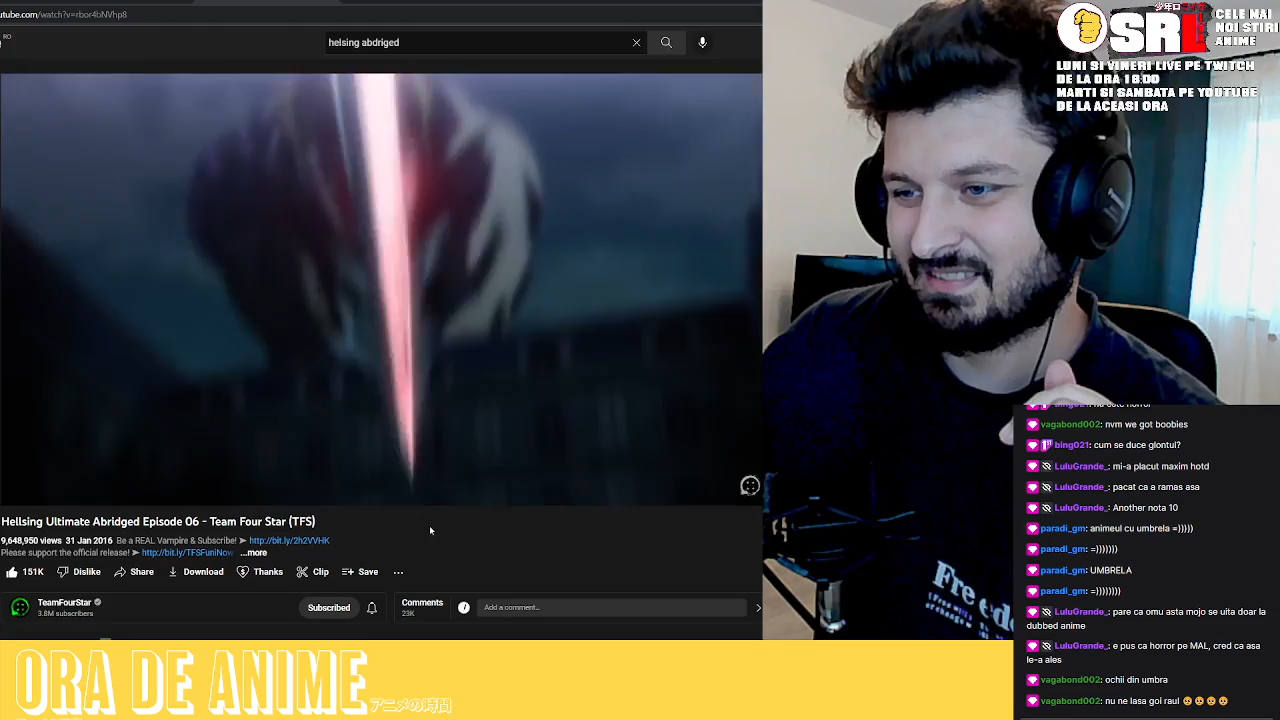 utube.com/watch?v=rbor4bNVhp8
RO
helsing abdriged
Hellsing Ultimate Abridged Episode 06 - Team Four Star (TFS)
9,648,950 views 31 Jan 2016 Be a REAL Vampire & Subscribe! ➤ http://bit.ly/2h2VVHK
Please support the official release! ➤ http://bit.ly/TFSFuniNow ...more
151K Dislike Share Download Thanks Clip Save
TeamFourStar
3.8M subscribers
Subscribed
Comments
23K
Add a comment...
ORA DE ANIME
アニメの時間
SRL
CELE MAI
NOI STIRI
ANIME
LUNI SI VINERI LIVE PE TWITCH
DE LA ORA 16:00
MARTI SI SAMBATA PE YOUTUBE
DE LA ACEASI ORA
vagabond002: nvm we got boobies
bing021: cum se duce glontul?
LuluGrande_: mi-a placut maxim hotd
LuluGrande_: pacat ca a ramas asa
LuluGrande_: Another nota 10
paradi_gm: animeul cu umbrela =)))))
paradi_gm: =)))))))
paradi_gm: UMBRELA
paradi_gm: =))))))))
LuluGrande_: pare ca omu asta mojo se uita doar la
dubbed anime
LuluGrande_: e pus ca horror pe MAL, cred ca asa
le-a ales
vagabond002: ochii din umbra
vagabond002: nu ne lasa gol raul